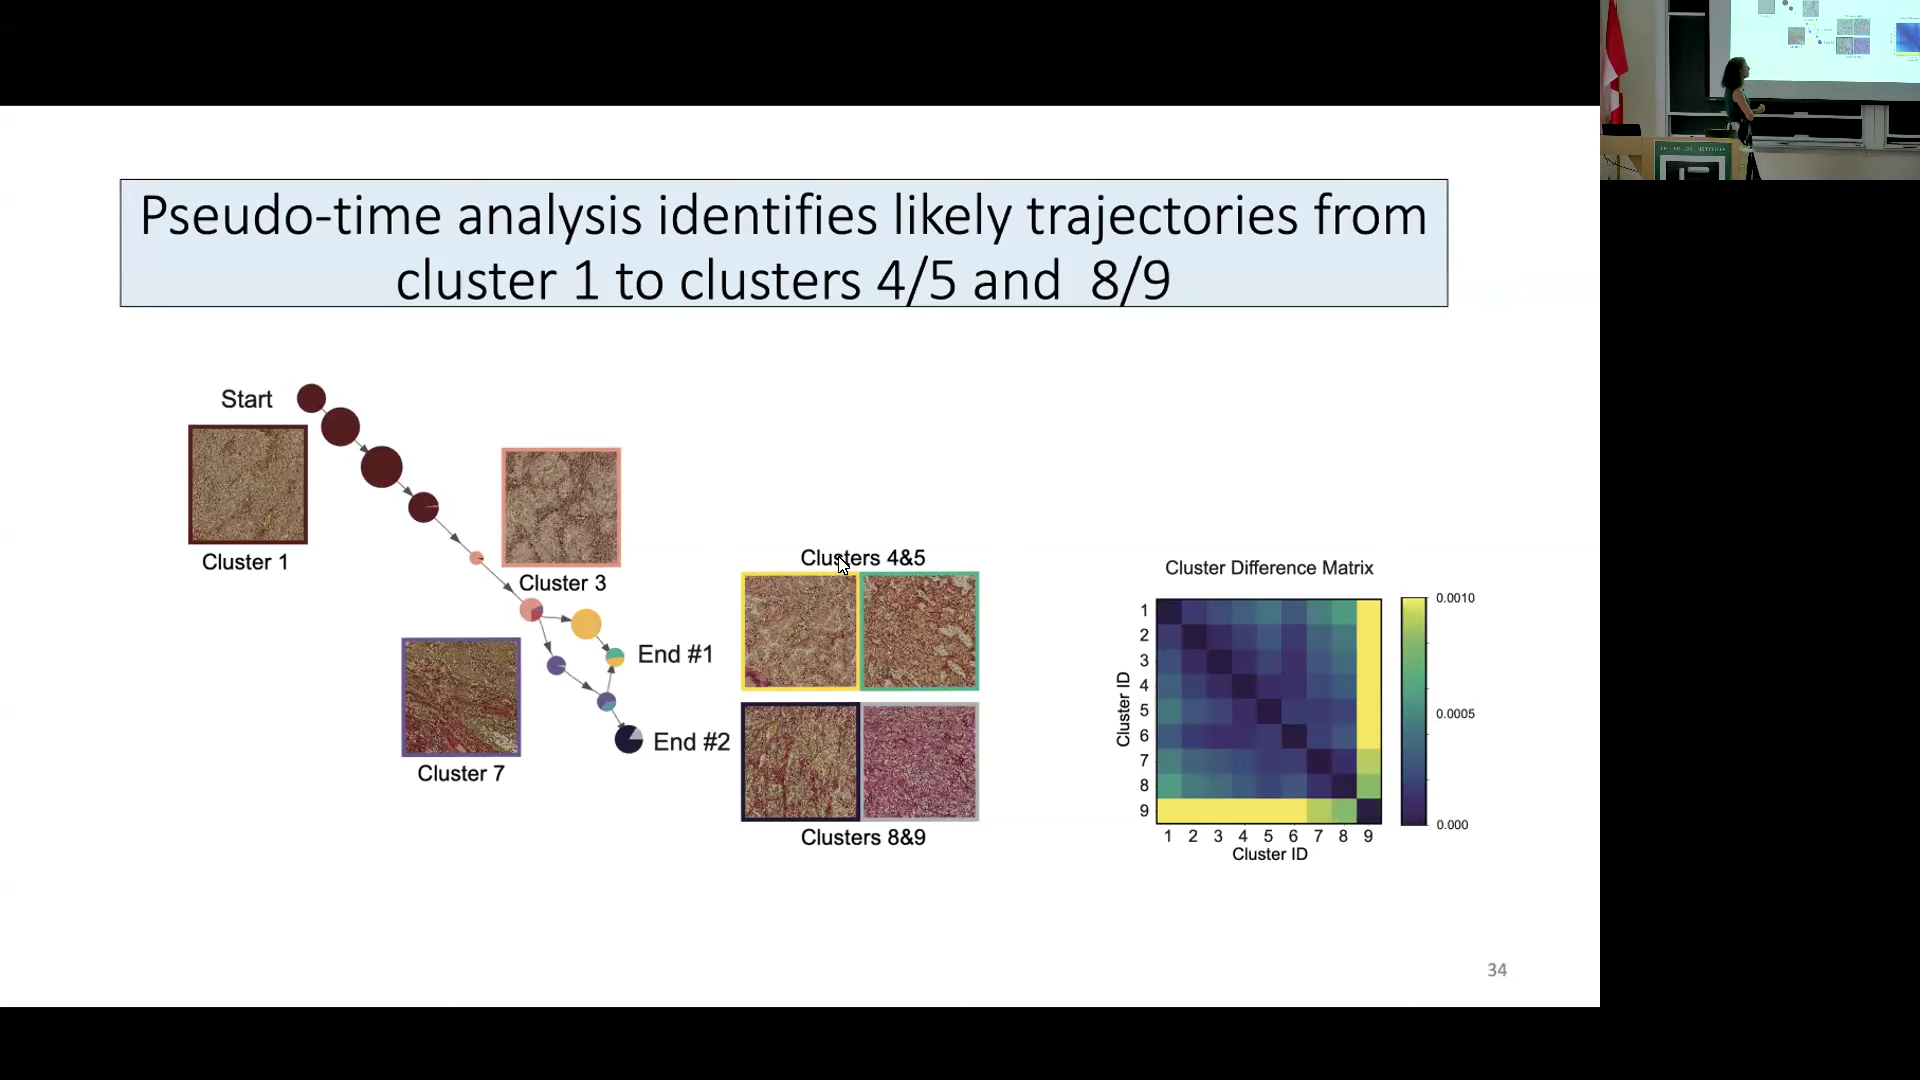 Pseudo-time analysis identifies likely trajectories from
cluster 1 to clusters 4/5 and 8/9
Start
Cluster 1
Cluster 3
Cluster 7
End #1
End #2
Clusters 4&5
Clusters 8&9
Cluster Difference Matrix
Cluster ID
1
2
3
4
5
6
7
8
9
1 2 3 4 5 6 7 8 9
Cluster ID
0.0010
0.0005
0.000
34
THE FIELDS INSTITUTE